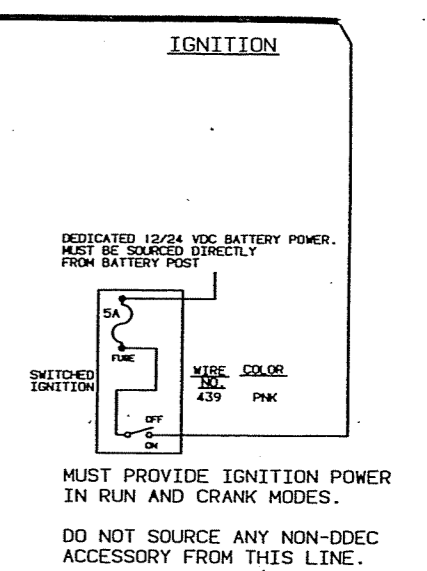 IGNITION
DEDICATED 12/24 VDC BATTERY POWER.
MUST BE SOURCED DIRECTLY
FROM BATTERY POST
5A
FUSE
SWITCHED
IGNITION
WIRE COLOR
NO.
439 PNK
OFF
ON
MUST PROVIDE IGNITION POWER
IN RUN AND CRANK MODES.
DO NOT SOURCE ANY NON-DDEC
ACCESSORY FROM THIS LINE.